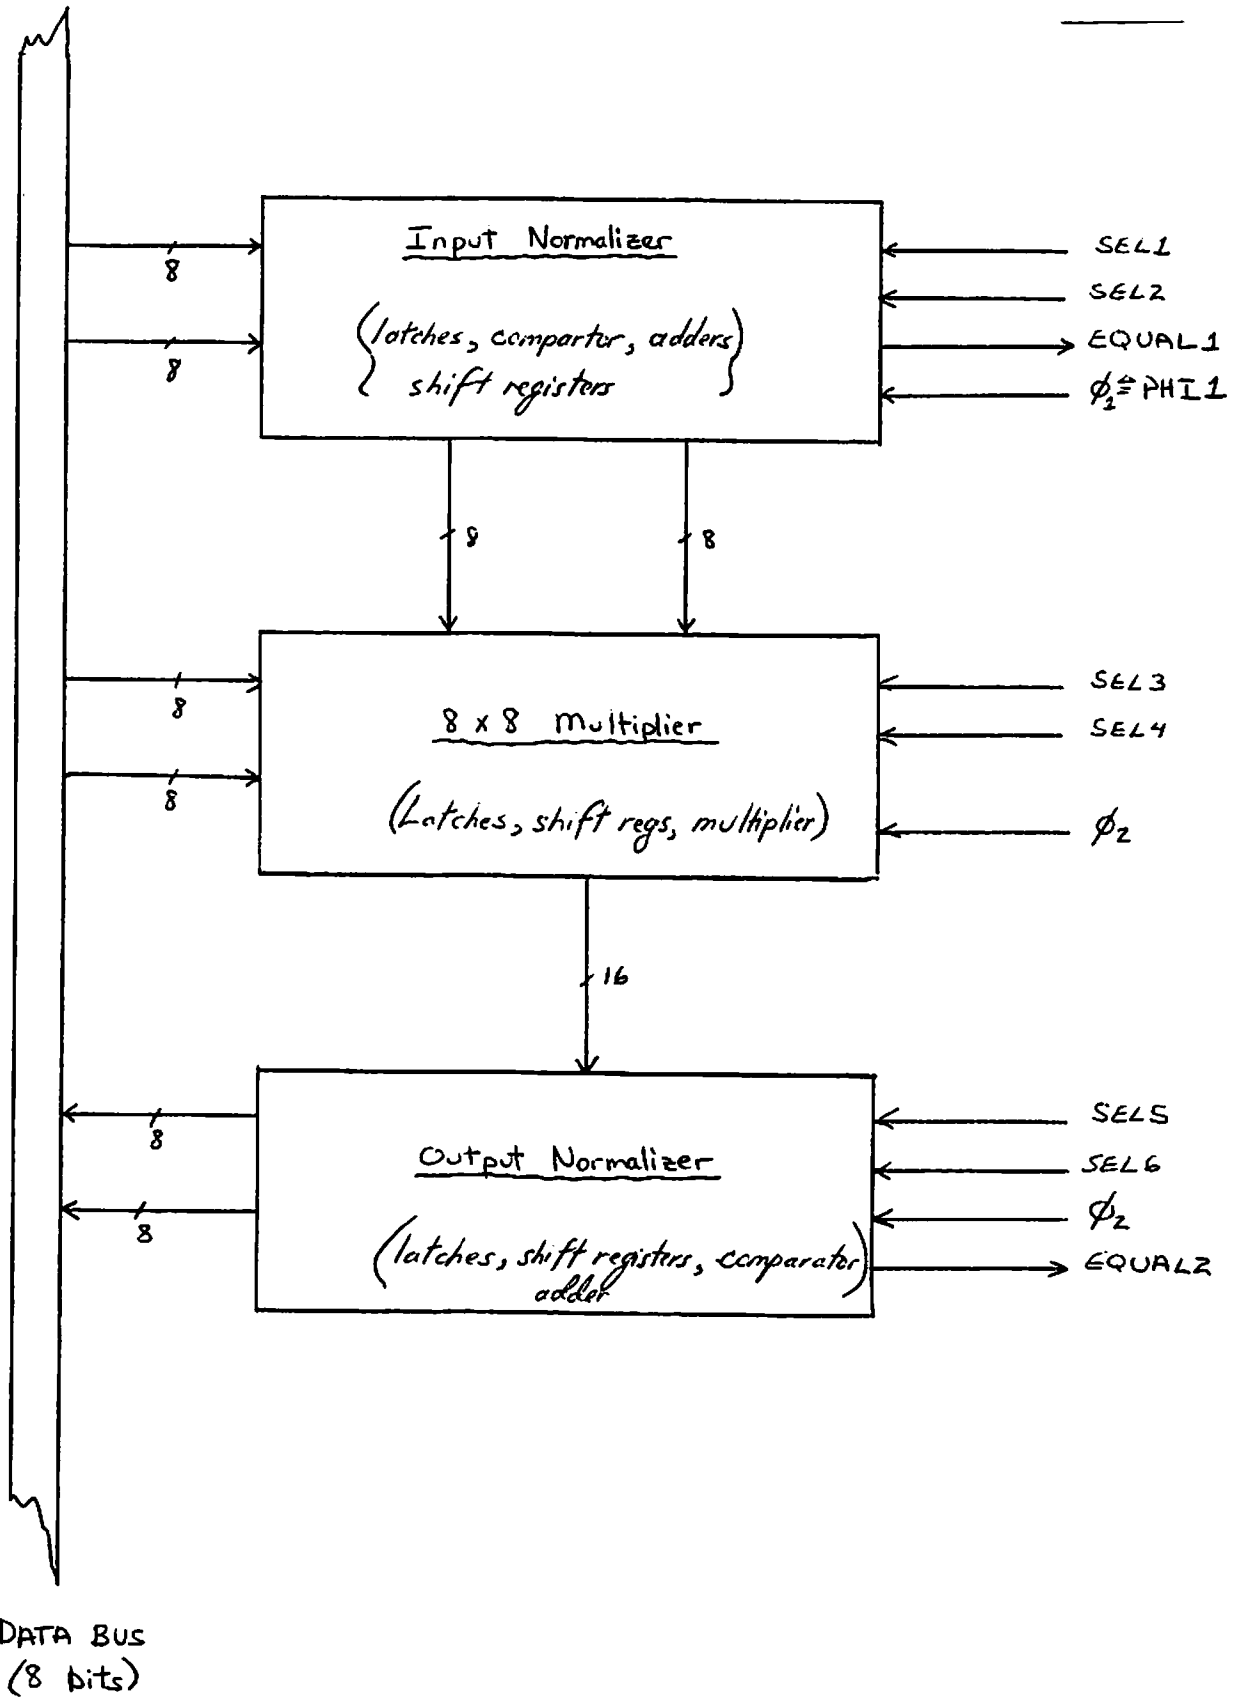 Input Normalizer
(latches, compartor, adders)
{ shift registers }
8
8
SEL1
SEL2
EQUAL1
ϕ₁ ≙ PHI1
8
8
8 x 8 Multiplier
(Latches, shift regs, multiplier)
8
8
SEL3
SEL4
ϕ₂
16
Output Normalizer
(latches, shift registers, comparator)
adder
8
8
SEL5
SEL6
ϕ₂
EQUAL2
DATA BUS
(8 bits)